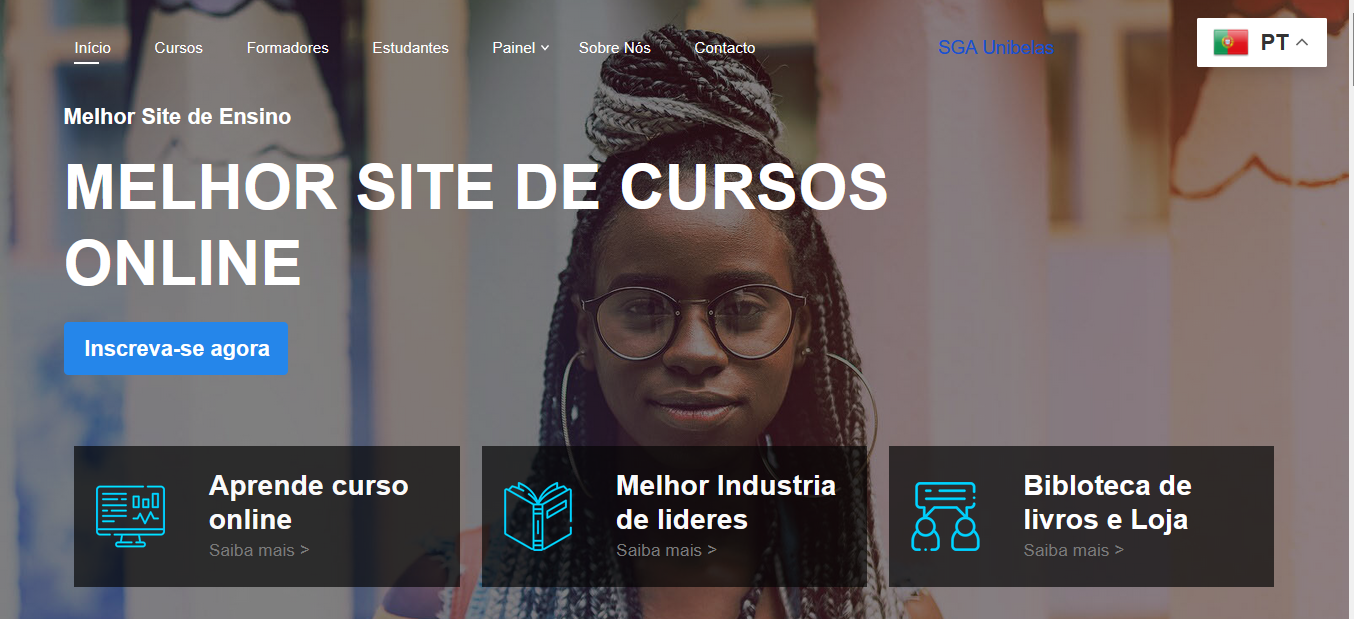 Início Cursos Formadores Estudantes Painel Sobre Nós Contacto SGA Unibelas PT
Melhor Site de Ensino
MELHOR SITE DE CURSOS
ONLINE
Inscreva-se agora
Aprende curso
online
Saiba mais >
Melhor Industria
de lideres
Saiba mais >
Bibloteca de
livros e Loja
Saiba mais >